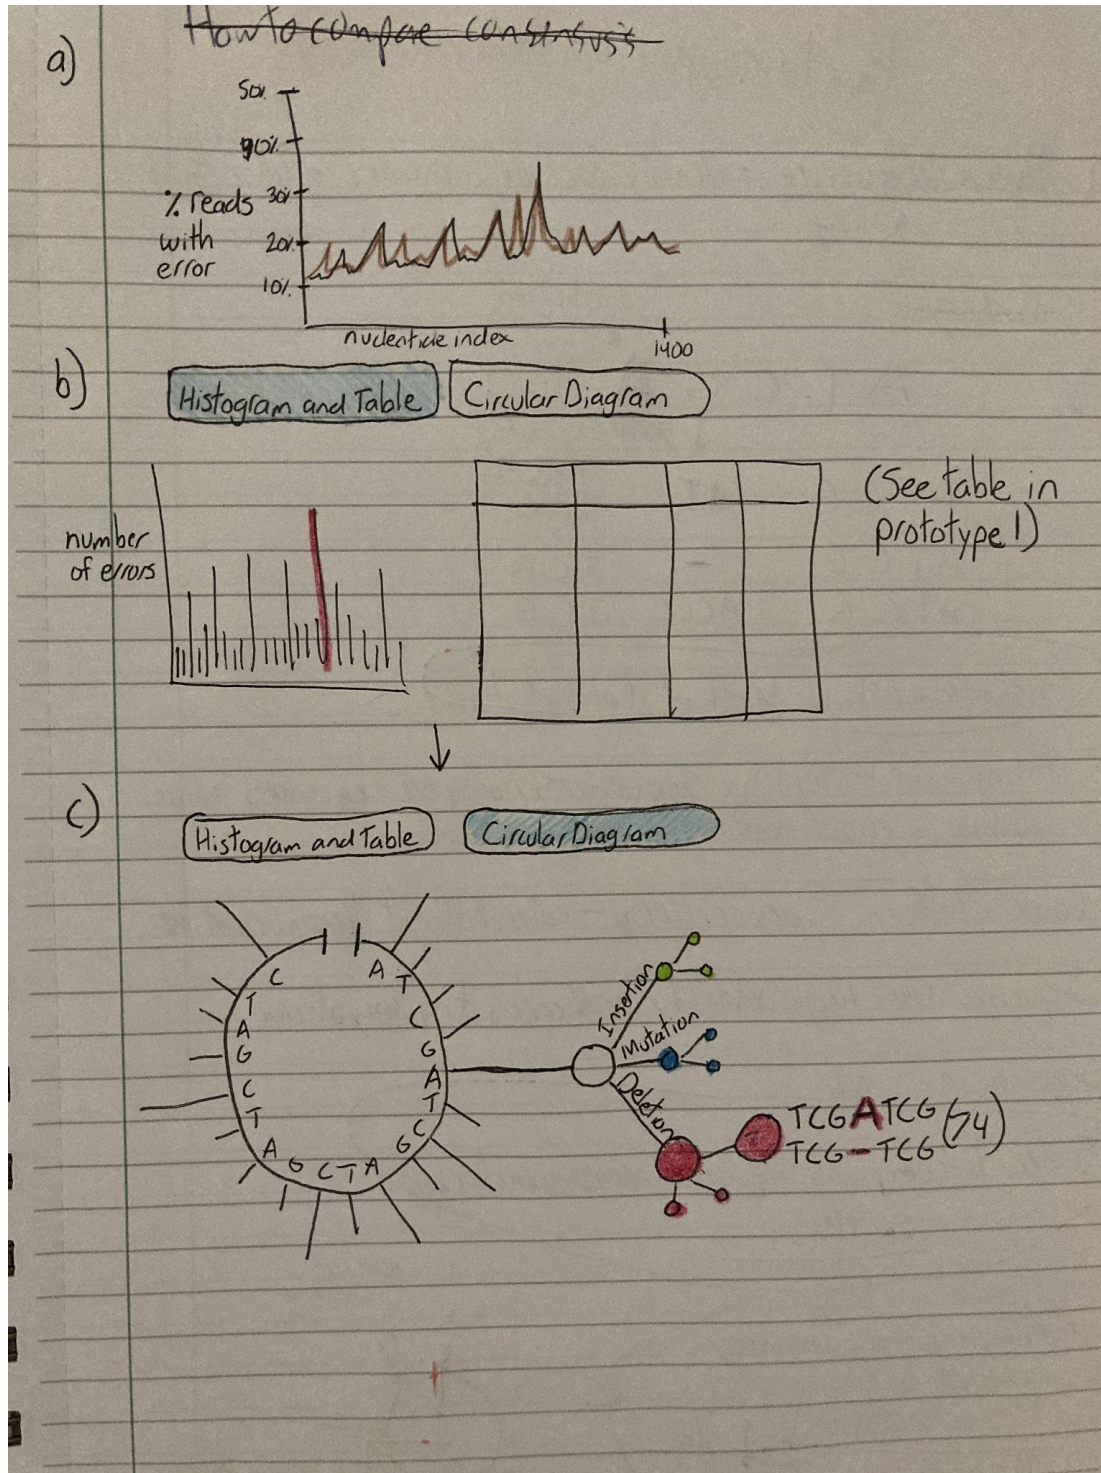 How to compae consensus's
a)
50%
40%
% reads
with
error
30%
20%
10%
nucleotide index
1400
b)
Histogram and Table
Circular Diagram
number
of errors
(See table in
prototype 1)
c)
Histogram and Table
Circular Diagram
A
T
C
G
A
T
C
G
A
T
C
G
A
T
C
G
A
T
C
Insertion
Mutation
Deletion
TCGATCG
TCG-TCG
(74)